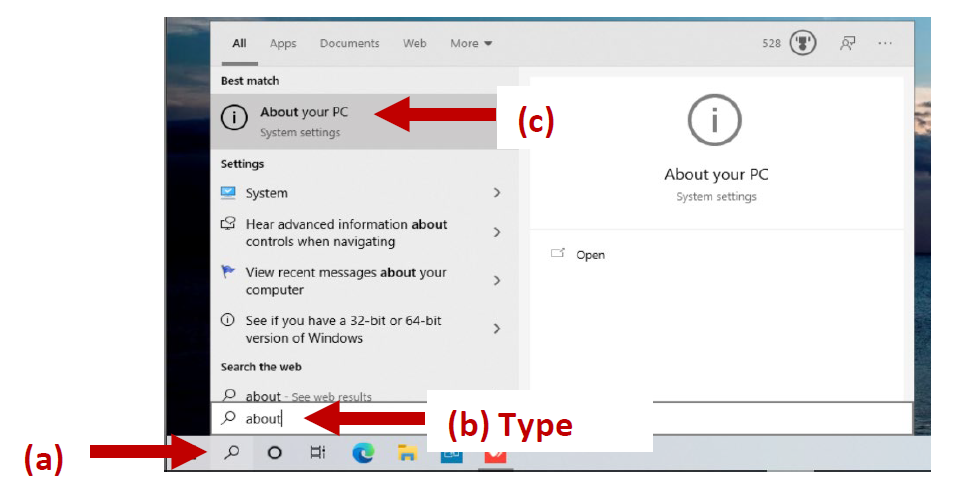 All Apps Documents Web More 528 ...
Best match
About your PC
System settings
(c)
About your PC
System settings
Open
Settings
System
Hear advanced information about
controls when navigating
View recent messages about your
computer
See if you have a 32-bit or 64-bit
version of Windows
Search the web
about - See web results
about
(b) Type
(a)